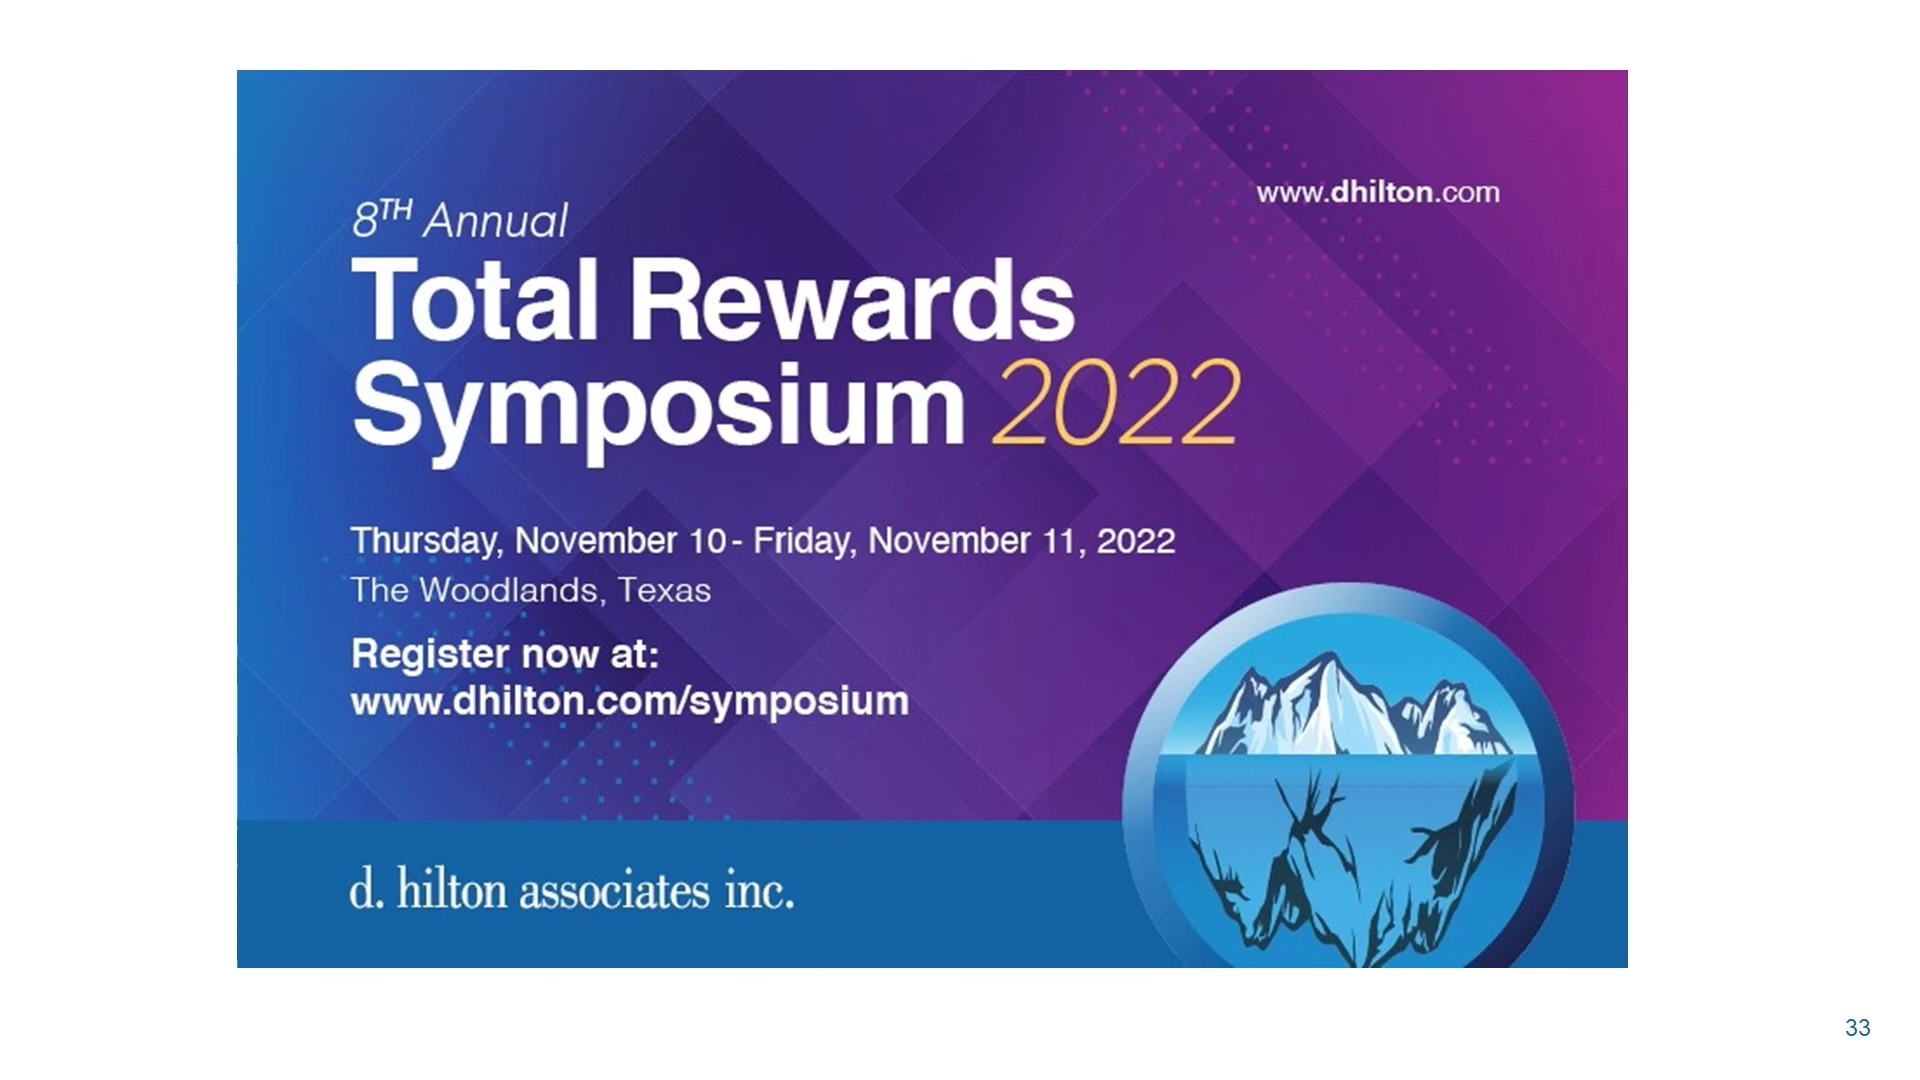 www.dhilton.com
8TH Annual
Total Rewards
Symposium 2022
Thursday, November 10 - Friday, November 11, 2022
The Woodlands, Texas
Register now at:
www.dhilton.com/symposium
d. hilton associates inc.
33